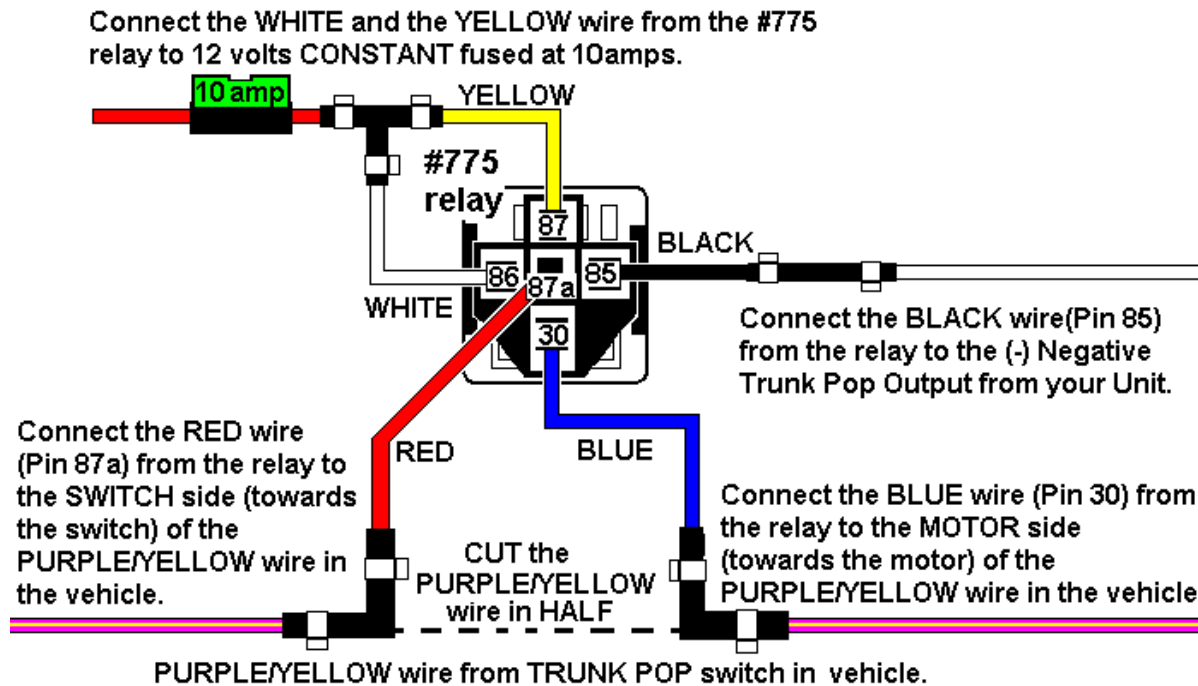 Connect the WHITE and the YELLOW wire from the #775
relay to 12 volts CONSTANT fused at 10amps.
10 amp
YELLOW
#775
relay
87
BLACK
86
87a
85
WHITE
30
Connect the BLACK wire(Pin 85)
from the relay to the (-) Negative
Trunk Pop Output from your Unit.
Connect the RED wire
(Pin 87a) from the relay to
the SWITCH side (towards
the switch) of the
PURPLE/YELLOW wire in
the vehicle.
RED
BLUE
Connect the BLUE wire (Pin 30) from
the relay to the MOTOR side
(towards the motor) of the
PURPLE/YELLOW wire in the vehicle
CUT the
PURPLE/YELLOW
wire in HALF
PURPLE/YELLOW wire from TRUNK POP switch in vehicle.